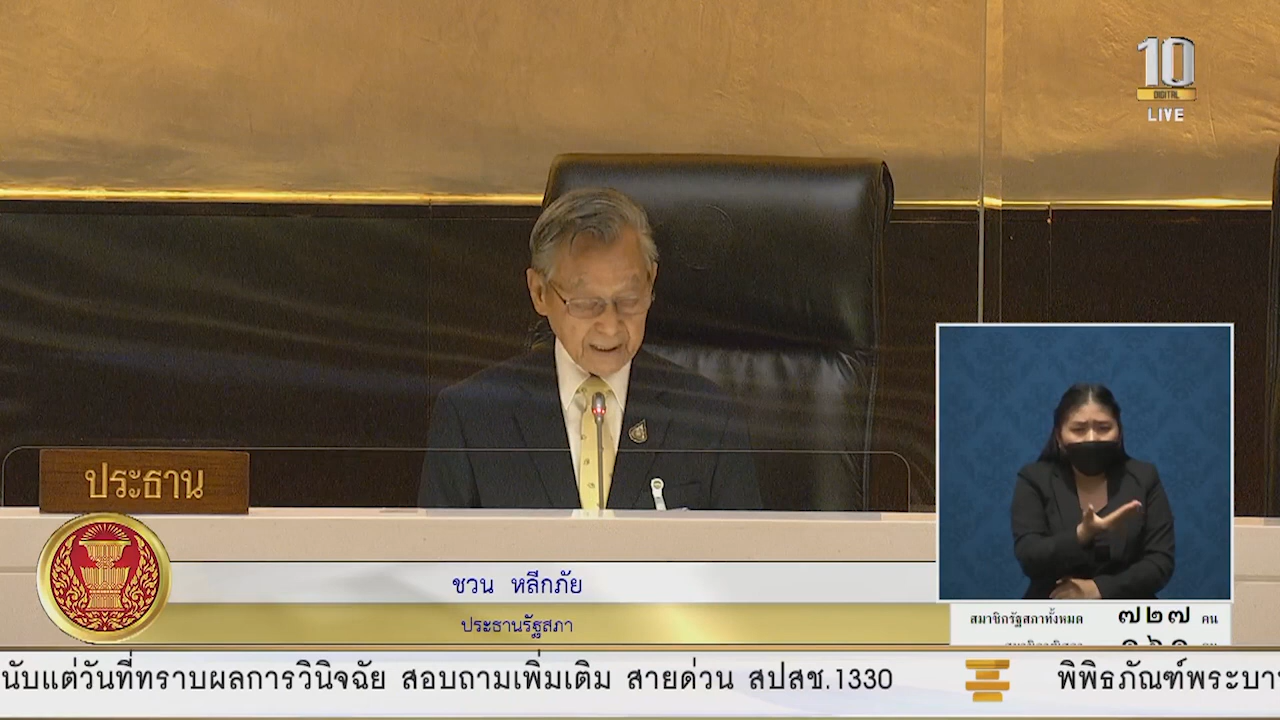 10
DIGITAL
LIVE
ประธาน
ชวน หลีกภัย
ประธานรัฐสภา
สมาชิกรัฐสภาทั้งหมด ๗๒๗ คน
นับแต่วันที่ทราบผลการวินิจฉัย สอบถามเพิ่มเติม สายด่วน สปสช.1330
พิพิธภัณฑ์พระบา